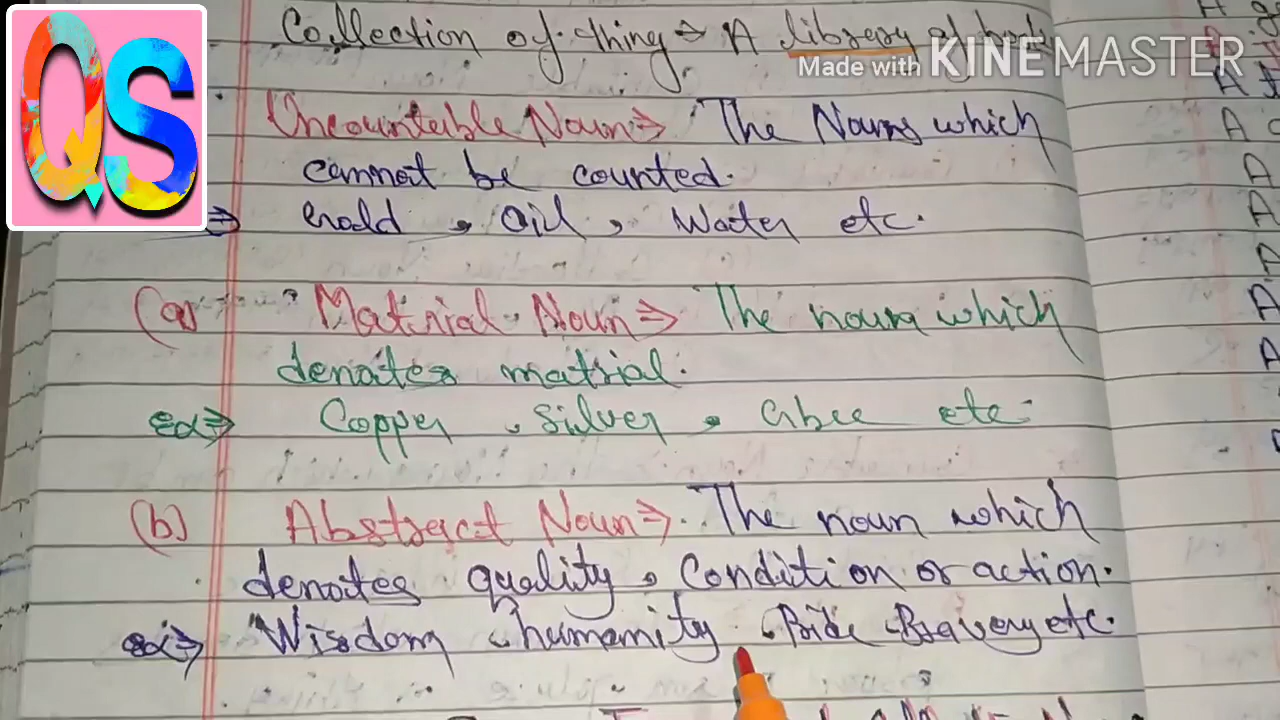 QS
Collection of thing → A library of book
Made with KINEMASTER
Uncountable Noun ⇒ The Nouns which
cannot be counted.
⇒ Gold, Oil, Water etc.
(a) Matirial Noun ⇒ The noun which
denotes matrial.
ex ⇒ Copper, Silver, etc.
(b) Abstract Noun ⇒ The noun which
denotes quality, Condition or action.
ex ⇒ Wisdom, humanity, Pride Bravery etc.